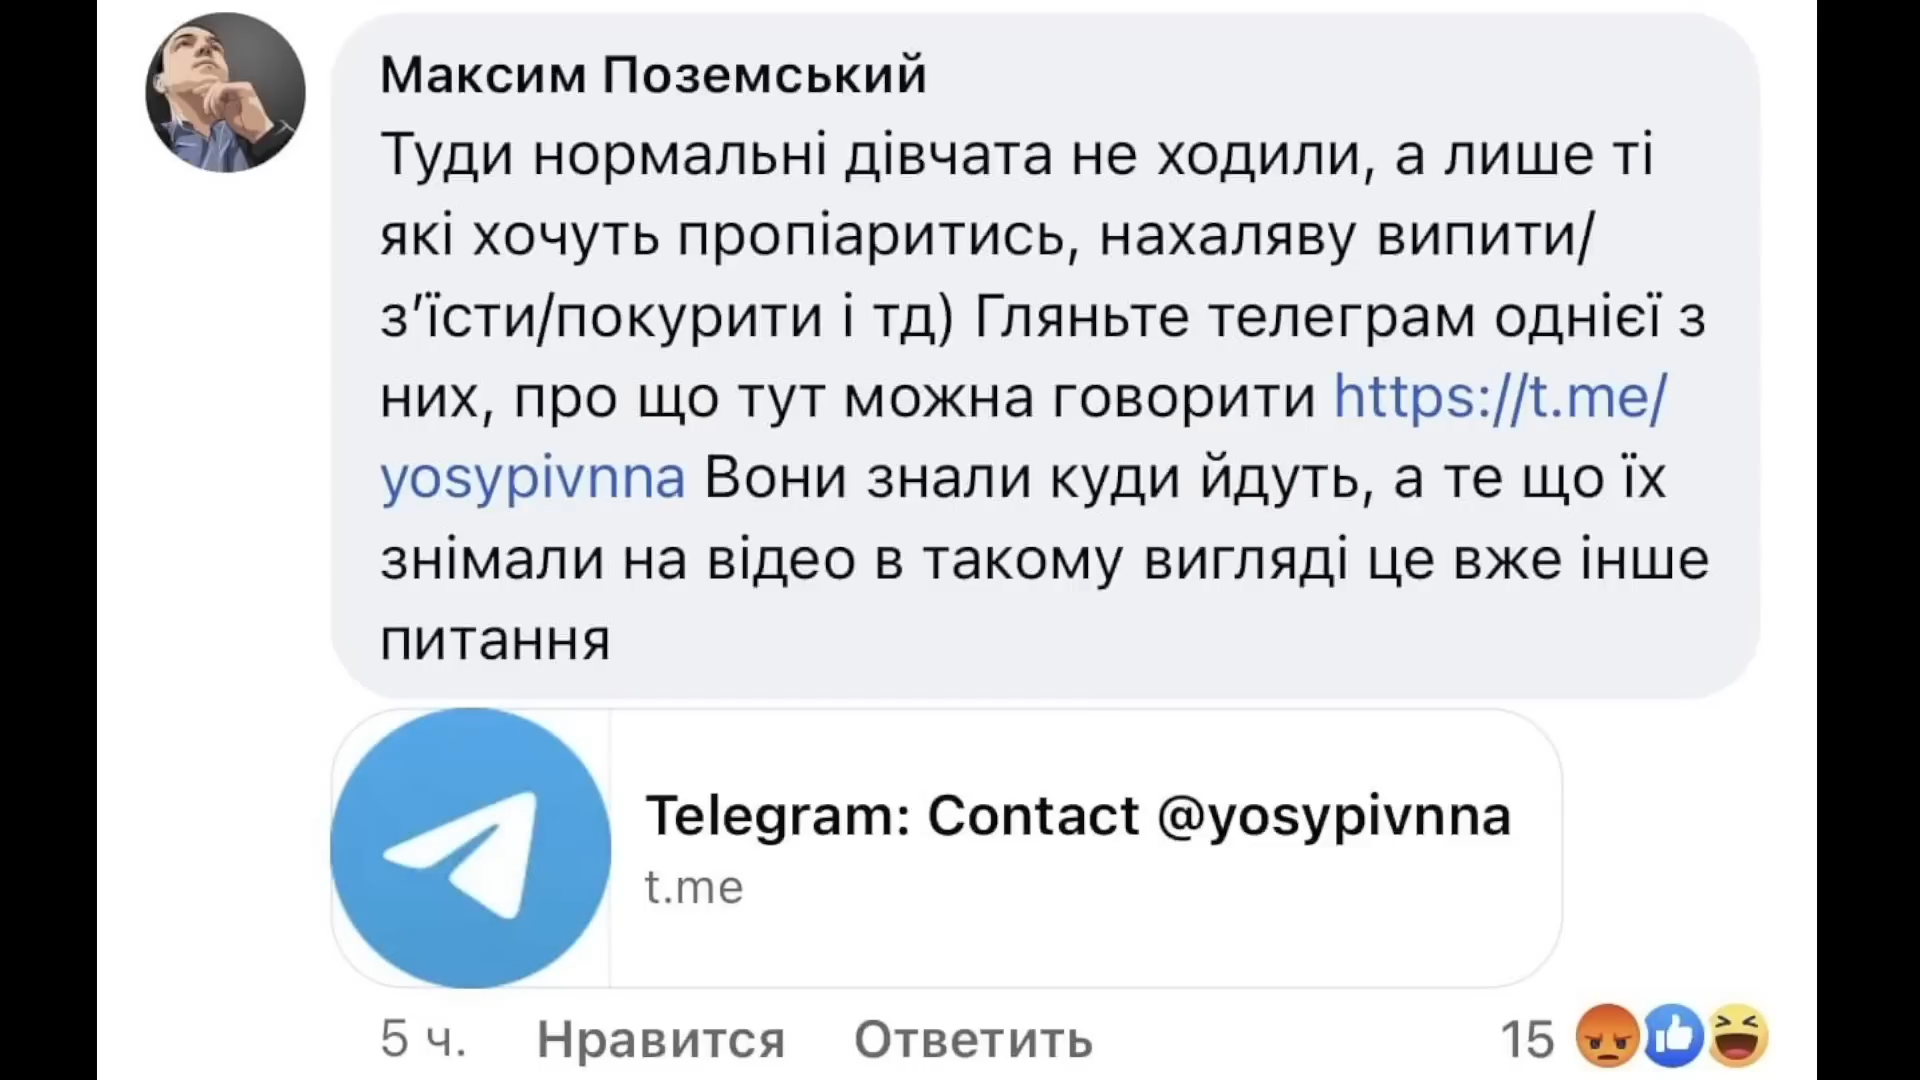 Максим Поземський
Туди нормальні дівчата не ходили, а лише ті
які хочуть пропіаритись, нахаляву випити/
з’їсти/покурити і тд) Гляньте телеграм однієї з
них, про що тут можна говорити https://t.me/
yosypivnna Вони знали куди йдуть, а те що їх
знімали на відео в такому вигляді це вже інше
питання
Telegram: Contact @yosypivnna
t.me
5 ч. Нравится Ответить 15